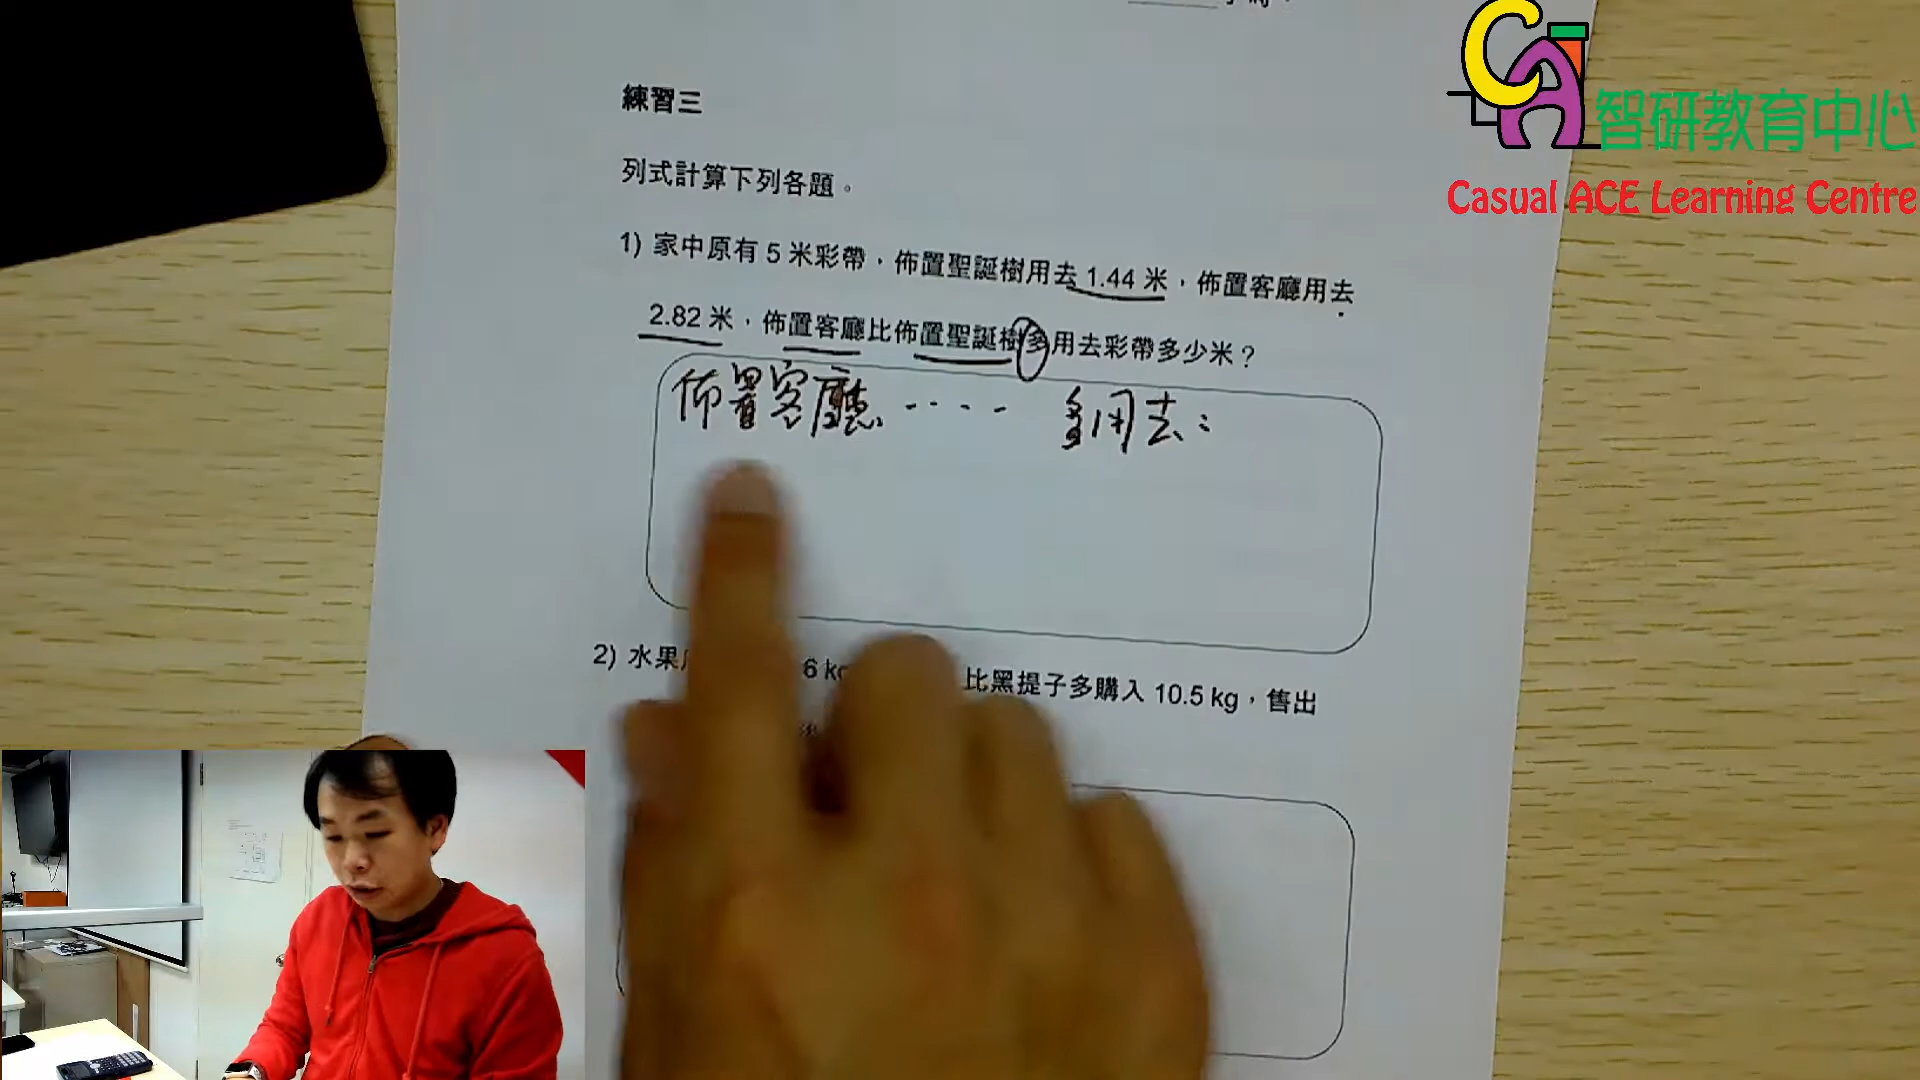 智研教育中心
Casual ACE Learning Centre
練習三
列式計算下列各題。
1) 家中原有 5 米彩帶，佈置聖誕樹用去 1.44 米，佈置客廳用去
2.82 米，佈置客廳比佈置聖誕樹多用去彩帶多少米？
佈置客廳 ···· 多用去：
2) 水果 6 比黑提子多購入 10.5 kg，售出